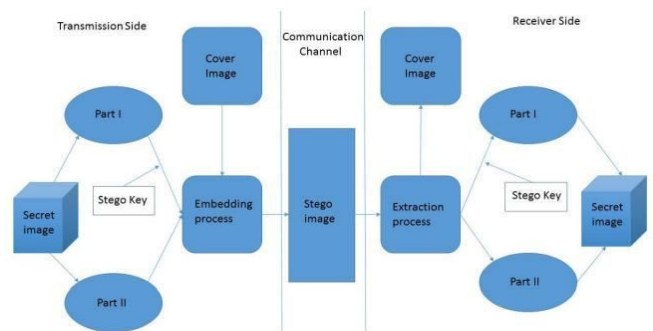 Transmission Side
Communication
Channel
Receiver Side
Cover
Image
Cover
Image
Part I
Part I
Stego Key
Secret
image
Embedding
process
Stego
image
Extraction
process
Stego Key
Secret
image
Part II
Part II